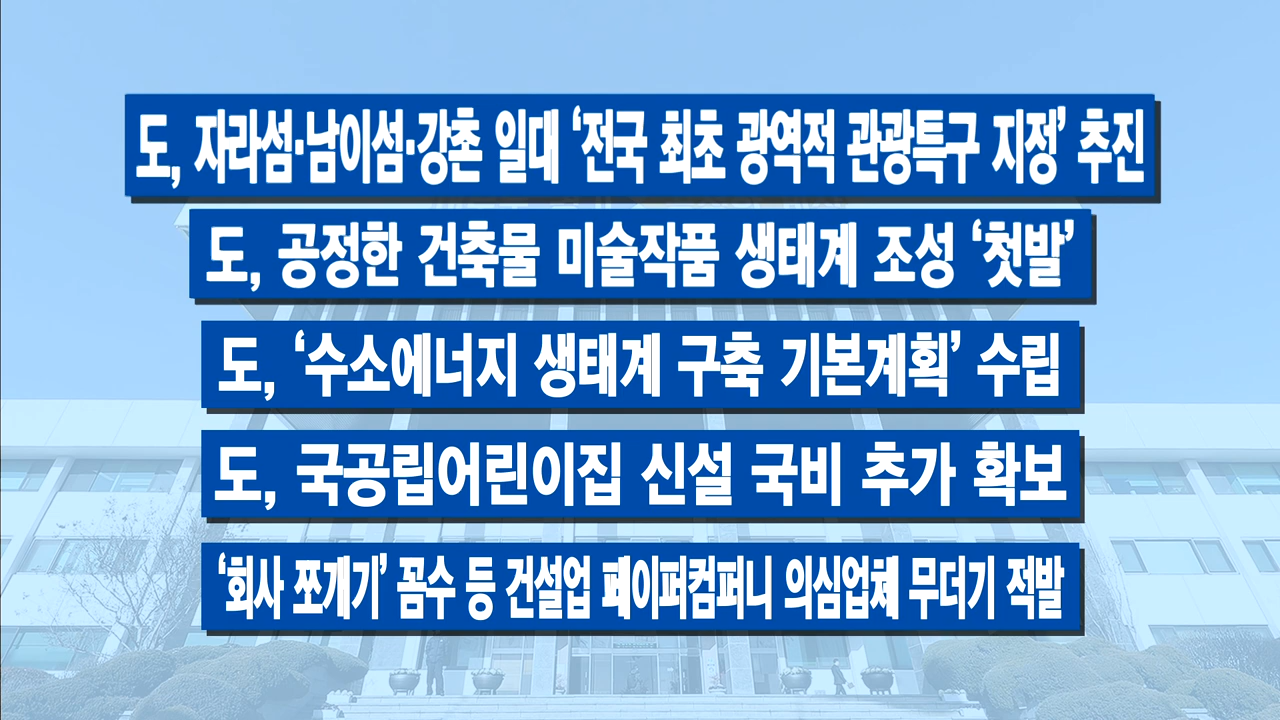 도, 자라섬·남이섬·강촌 일대 ‘전국 최초 광역적 관광특구 지정’ 추진
도, 공정한 건축물 미술작품 생태계 조성 ‘첫발’
도, ‘수소에너지 생태계 구축 기본계획’ 수립
도, 국공립어린이집 신설 국비 추가 확보
‘회사 쪼개기’ 꼼수 등 건설업 페이퍼컴퍼니 의심업체 무더기 적발